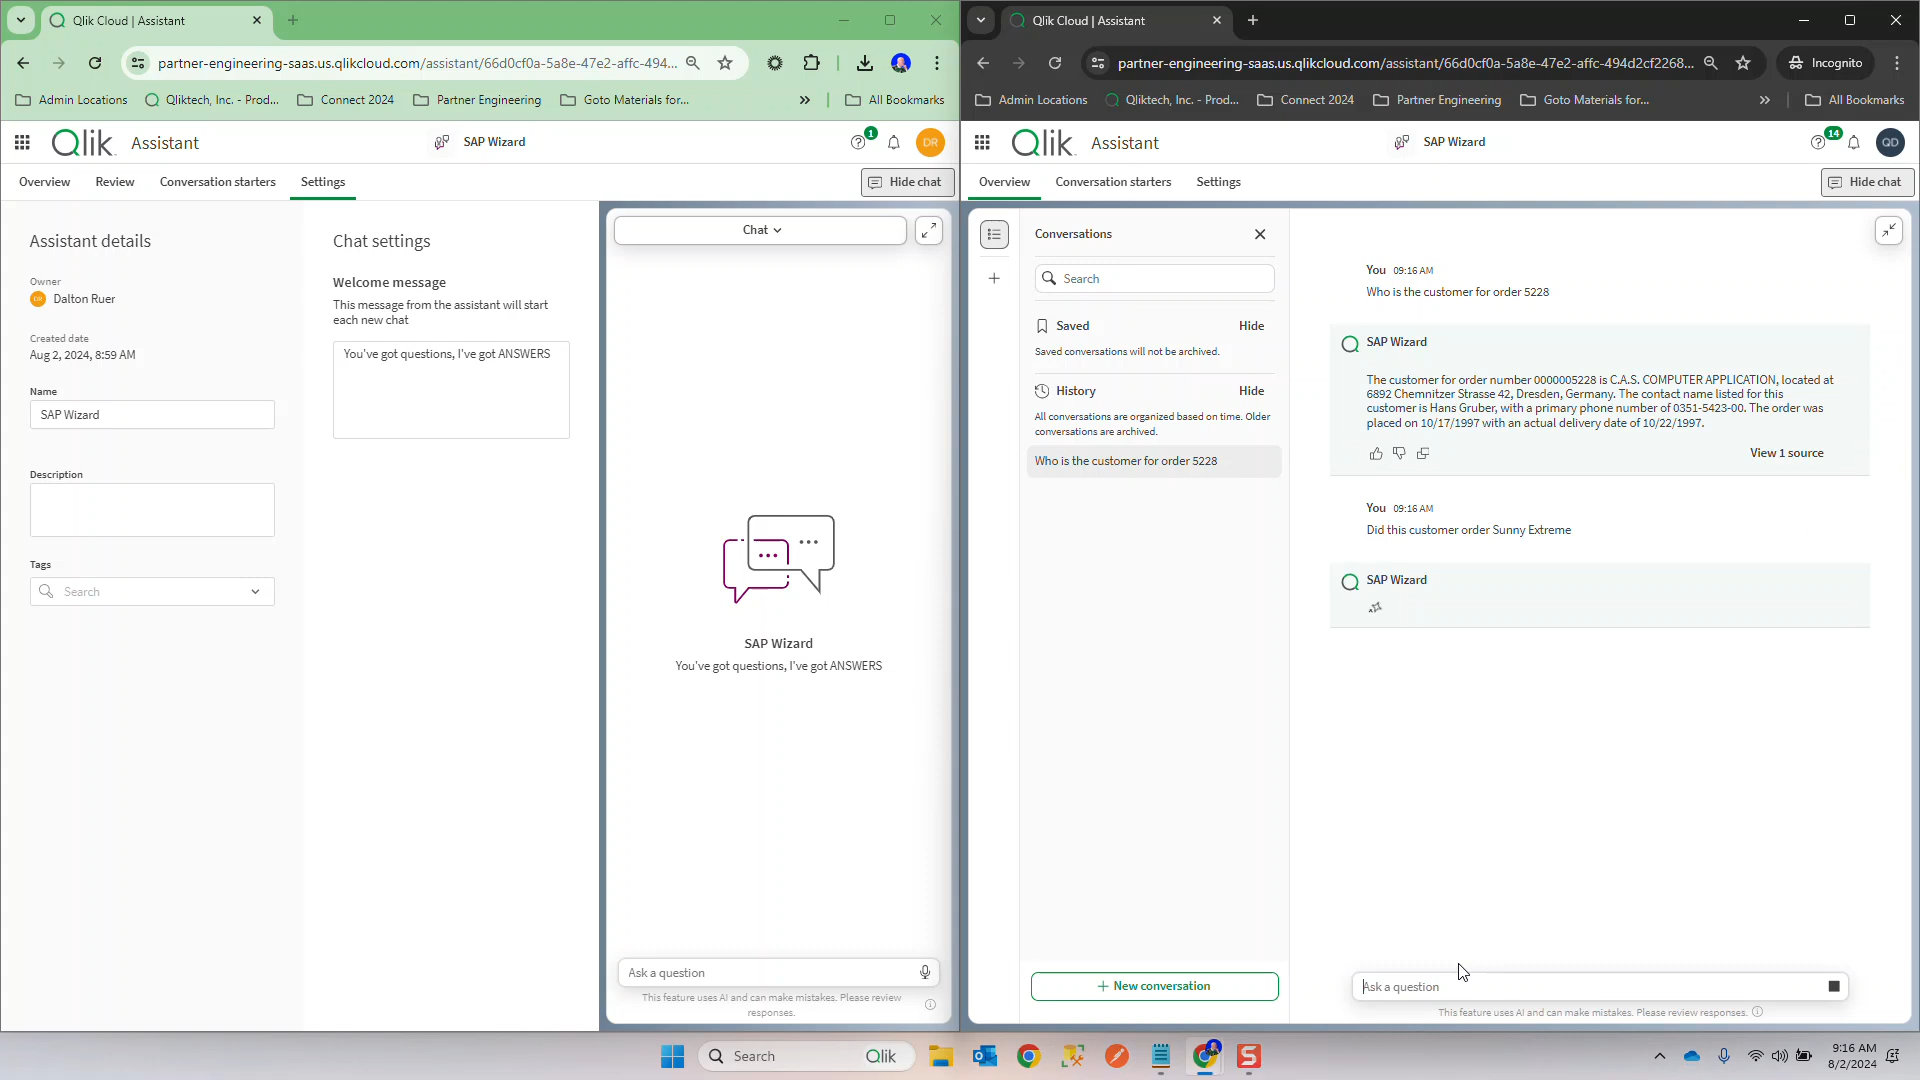 Qlik Cloud | Assistant
partner-engineering-saas.us.qlikcloud.com/assistant/66d0cf0a-5a8e-47e2-affc-494...
Admin Locations
Qliktech, Inc. - Prod...
Connect 2024
Partner Engineering
Goto Materials for...
All Bookmarks
Qlik
Assistant
SAP Wizard
1
DR
Overview
Review
Conversation starters
Settings
Hide chat
Assistant details
Owner
DR
Dalton Ruer
Created date
Aug 2, 2024, 8:59 AM
Name
SAP Wizard
Description
Tags
Search
Chat settings
Welcome message
This message from the assistant will start
each new chat
You've got questions, I've got ANSWERS
Chat
SAP Wizard
You've got questions, I've got ANSWERS
Ask a question
This feature uses AI and can make mistakes. Please review
responses.
Qlik Cloud | Assistant
partner-engineering-saas.us.qlikcloud.com/assistant/66d0cf0a-5a8e-47e2-affc-494d2cf2268...
Incognito
Admin Locations
Qliktech, Inc. - Prod...
Connect 2024
Partner Engineering
Goto Materials for...
All Bookmarks
Qlik
Assistant
SAP Wizard
14
QD
Overview
Conversation starters
Settings
Hide chat
Conversations
Search
Saved
Hide
Saved conversations will not be archived.
History
Hide
All conversations are organized based on time. Older
conversations are archived.
Who is the customer for order 5228
New conversation
You 09:16 AM
Who is the customer for order 5228
SAP Wizard
The customer for order number 0000005228 is C.A.S. COMPUTER APPLICATION, located at
6892 Chemnitzer Strasse 42, Dresden, Germany. The contact name listed for this
customer is Hans Gruber, with a primary phone number of 0351-5423-00. The order was
placed on 10/17/1997 with an actual delivery date of 10/22/1997.
View 1 source
You 09:16 AM
Did this customer order Sunny Extreme
SAP Wizard
Ask a question
This feature uses AI and can make mistakes. Please review responses.
Search
Qlik
9:16 AM
8/2/2024